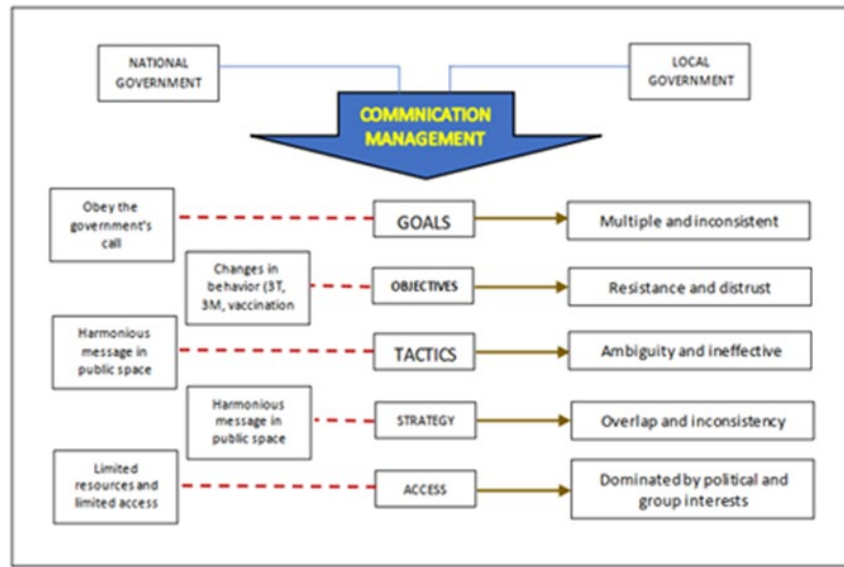 NATIONAL
GOVERNMENT
LOCAL
GOVERNMENT
COMMNICATION
MANAGEMENT
Obey the
government's
call
GOALS
Multiple and inconsistent
Changes in
behavior (3T,
3M, vaccination
OBJECTIVES
Resistance and distrust
Harmonious
message in
public space
TACTICS
Ambiguity and ineffective
Harmonious
message in
public space
STRATEGY
Overlap and inconsistency
Limited
resources and
limited access
ACCESS
Dominated by political and
group interests